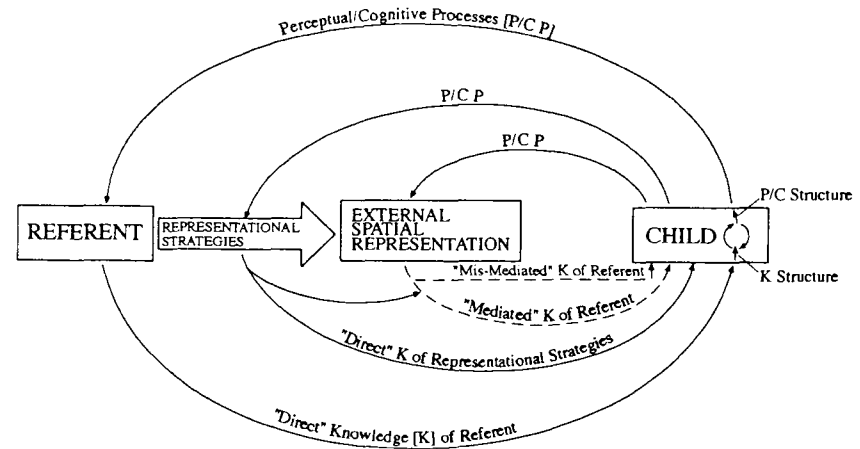 Perceptual/Cognitive Processes [P/C P]
P/C P
P/C P
REFERENT
REPRESENTATIONAL
STRATEGIES
EXTERNAL
SPATIAL
REPRESENTATION
CHILD
P/C Structure
K Structure
"Mis-Mediated" K of Referent
"Mediated" K of Referent
"Direct" K of Representational Strategies
"Direct" Knowledge [K] of Referent